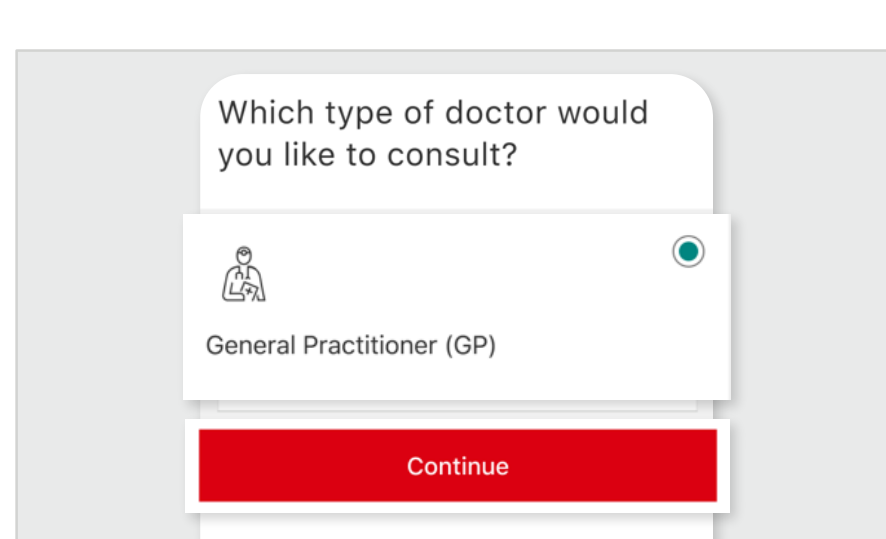 Which type of doctor would
you like to consult?
General Practitioner (GP)
Continue